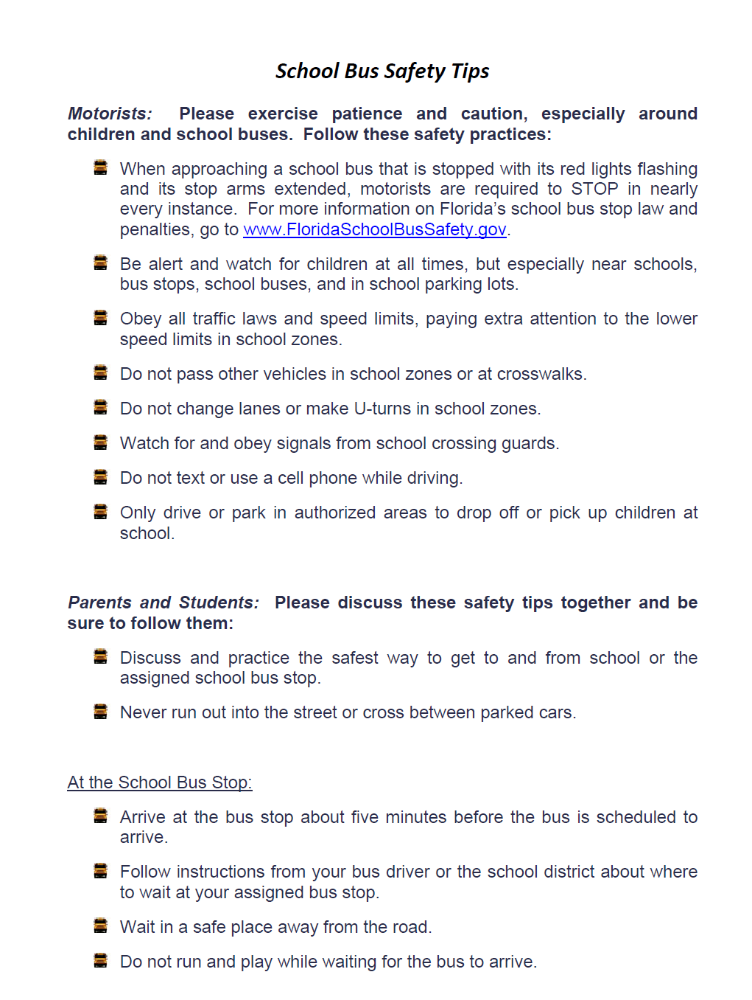 School Bus Safety Tips
Motorists: Please exercise patience and caution, especially around
children and school buses. Follow these safety practices:
When approaching a school bus that is stopped with its red lights flashing
and its stop arms extended, motorists are required to STOP in nearly
every instance. For more information on Florida's school bus stop law and
penalties, go to www.FloridaSchoolBusSafety.gov.
Be alert and watch for children at all times, but especially near schools,
bus stops, school buses, and in school parking lots.
Obey all traffic laws and speed limits, paying extra attention to the lower
speed limits in school zones.
Do not pass other vehicles in school zones or at crosswalks.
Do not change lanes or make U-turns in school zones.
Watch for and obey signals from school crossing guards.
Do not text or use a cell phone while driving.
Only drive or park in authorized areas to drop off or pick up children at
school.
Parents and Students: Please discuss these safety tips together and be
sure to follow them:
Discuss and practice the safest way to get to and from school or the
assigned school bus stop.
Never run out into the street or cross between parked cars.
At the School Bus Stop:
Arrive at the bus stop about five minutes before the bus is scheduled to
arrive.
Follow instructions from your bus driver or the school district about where
to wait at your assigned bus stop.
Wait in a safe place away from the road.
Do not run and play while waiting for the bus to arrive.